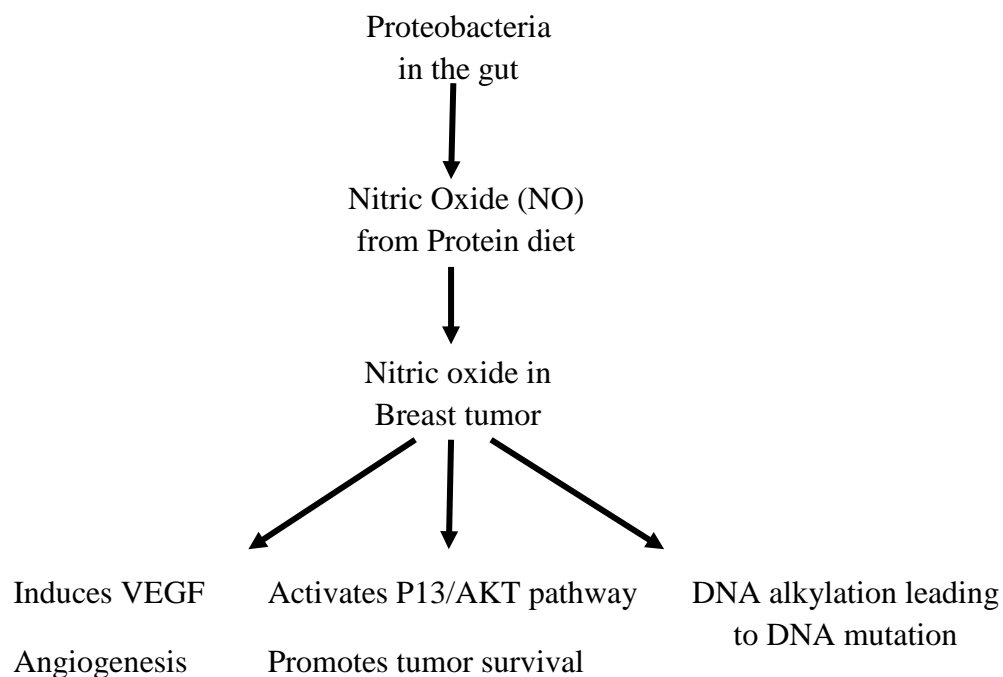 Proteobacteria
in the gut
Nitric Oxide (NO)
from Protein diet
Nitric oxide in
Breast tumor
Induces VEGF
Angiogenesis
Activates P13/AKT pathway
Promotes tumor survival
DNA alkylation leading
to DNA mutation